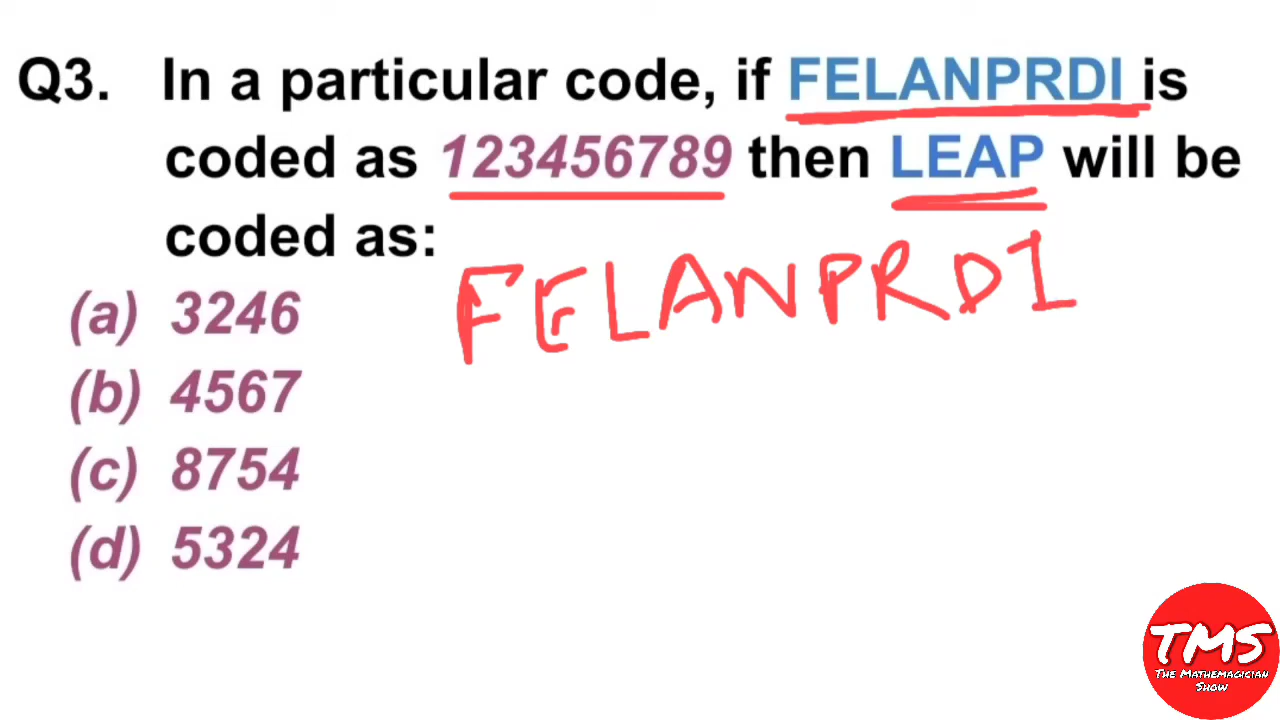 Q3. In a particular code, if FELANPRDI is
coded as 123456789 then LEAP will be
coded as:
FELANPRDI
(a) 3246
(b) 4567
(c) 8754
(d) 5324
TMS
THE MATHEMAGICIAN
SHOW